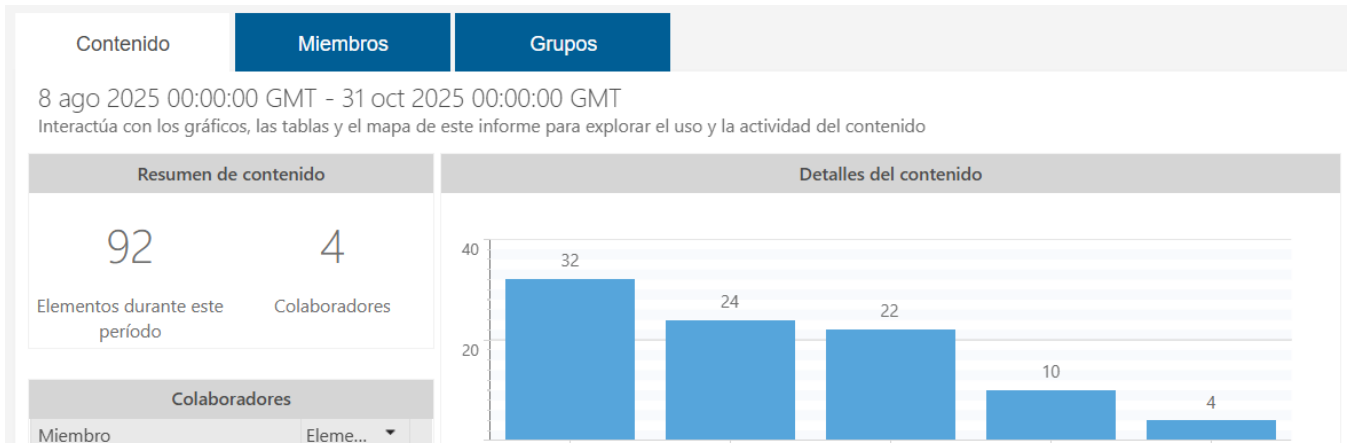 Contenido Miembros Grupos
8 ago 2025 00:00:00 GMT - 31 oct 2025 00:00:00 GMT
Interactúa con los gráficos, las tablas y el mapa de este informe para explorar el uso y la actividad del contenido
Resumen de contenido
92 4
Elementos durante este período
Colaboradores
Colaboradores
Miembro Eleme...
Detalles del contenido
40
20
32
24
22
10
4